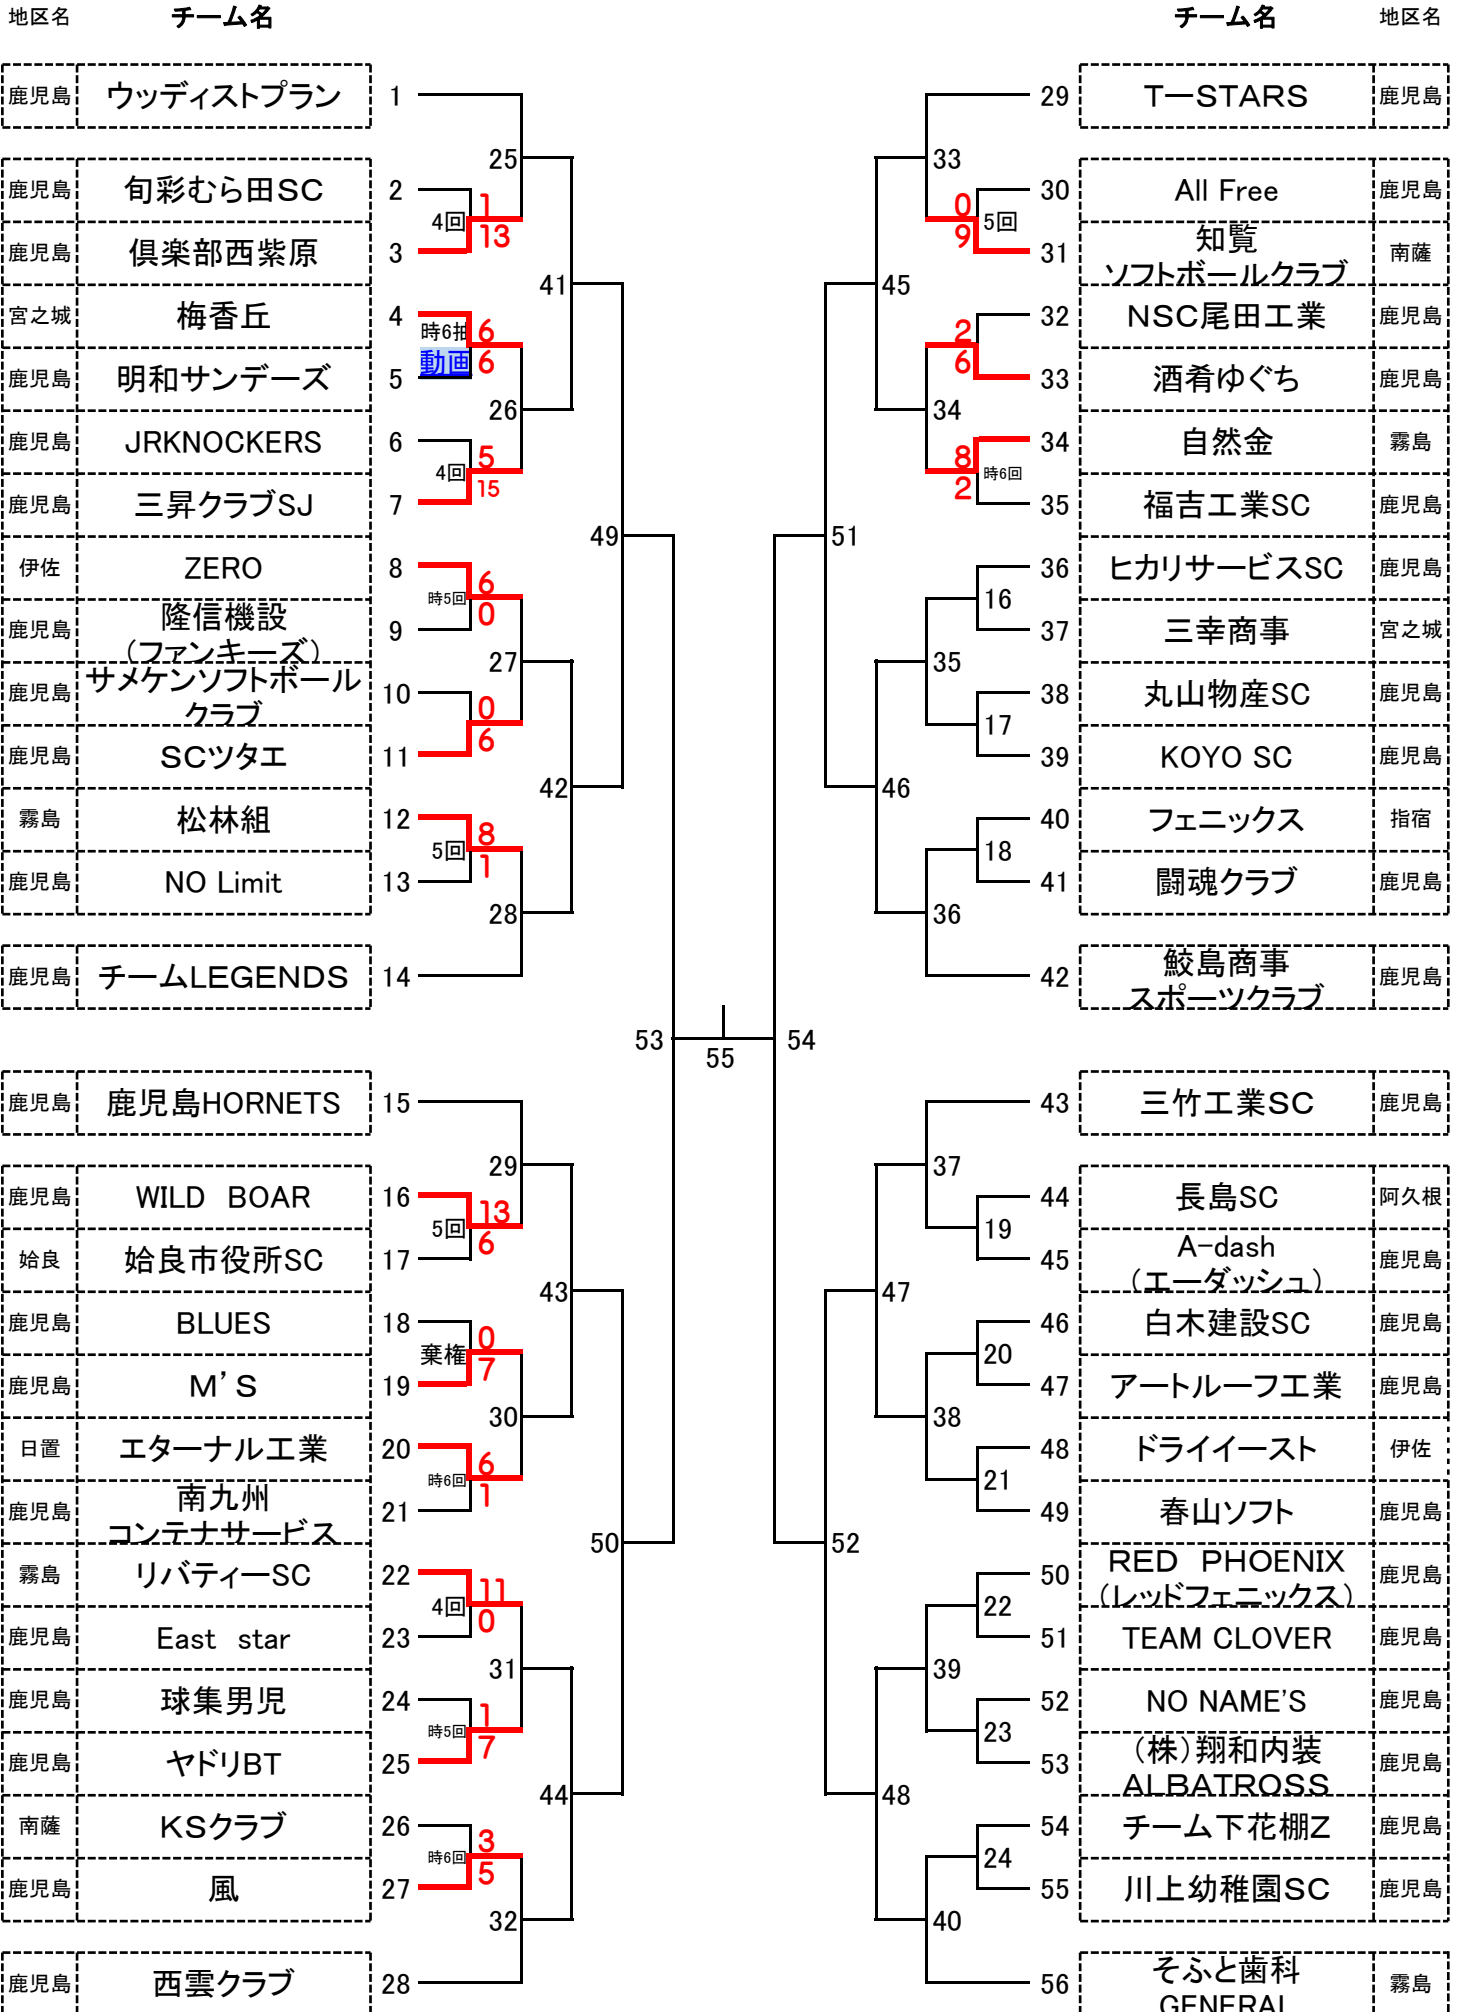 地区名 チーム名
鹿児島 ウッディストプラン 1
25
鹿児島 旬彩むら田SC 2
1
4回
13
鹿児島 倶楽部西紫原 3
41
宮之城 梅香丘 4
時6抽 6
動画 6
鹿児島 明和サンデーズ 5
26
鹿児島 JRKNOCKERS 6
5
4回
15
鹿児島 三昇クラブSJ 7
49
伊佐 ZERO 8
6
時5回
0
鹿児島 隆信機設
(ファンキーズ) 9
27
鹿児島 サメケンソフトボール
クラブ 10
0
6
鹿児島 SCツタエ 11
42
霧島 松林組 12
8
5回
1
鹿児島 NO Limit 13
28
鹿児島 チームLEGENDS 14
53
55
54
鹿児島 鹿児島HORNETS 15
29
鹿児島 WILD BOAR 16
13
5回
6
姶良 姶良市役所SC 17
43
鹿児島 BLUES 18
0
棄権
7
鹿児島 M'S 19
30
日置 エターナル工業 20
6
時6回
1
鹿児島 南九州
コンテナサービス 21
50
霧島 リバティーSC 22
11
4回
0
鹿児島 East star 23
31
鹿児島 球集男児 24
1
時5回
7
鹿児島 ヤドリBT 25
44
南薩 KSクラブ 26
3
時6回
5
鹿児島 風 27
32
鹿児島 西雲クラブ 28
チーム名 地区名
29 T－STARS 鹿児島
33
30 All Free 鹿児島
0
5回
9
31 知覧
ソフトボールクラブ 南薩
45
32 NSC尾田工業 鹿児島
2
6
33 酒肴ゆぐち 鹿児島
34
34 自然金 霧島
8
時6回
2
35 福吉工業SC 鹿児島
51
36 ヒカリサービスSC 鹿児島
16
37 三幸商事 宮之城
35
38 丸山物産SC 鹿児島
17
39 KOYO SC 鹿児島
46
40 フェニックス 指宿
18
41 闘魂クラブ 鹿児島
36
42 鮫島商事
スポーツクラブ 鹿児島
43 三竹工業SC 鹿児島
37
44 長島SC 阿久根
19
45 A-dash
(エーダッシュ) 鹿児島
47
46 白木建設SC 鹿児島
20
47 アートルーフ工業 鹿児島
38
48 ドライイースト 伊佐
21
49 春山ソフト 鹿児島
52
50 RED PHOENIX
(レッドフェニックス) 鹿児島
22
51 TEAM CLOVER 鹿児島
39
52 NO NAME'S 鹿児島
23
53 (株)翔和内装
ALBATROSS 鹿児島
48
54 チーム下花棚Z 鹿児島
24
55 川上幼稚園SC 鹿児島
40
56 そふと歯科
GENERAL 霧島